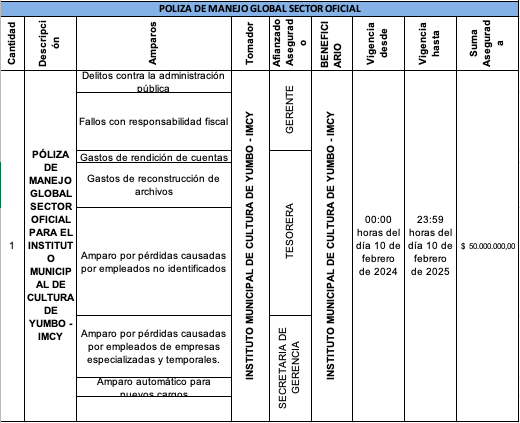 POLIZA DE MANEJO GLOBAL SECTOR OFICIAL
Cantidad
Descripci
ón
Amparos
Tomador
Afianzado
Asegurad
o
BENEFICI
ARIO
Vigencia
desde
Vigencia
hasta
Suma
Asegurad
a
1
PÓLIZA
DE
MANEJO
GLOBAL
SECTOR
OFICIAL
PARA EL
INSTITUT
O
MUNICIP
AL DE
CULTURA
DE
YUMBO -
IMCY
Delitos contra la administración
pública
Fallos con responsabilidad fiscal
Gastos de rendición de cuentas
Gastos de reconstrucción de
archivos
Amparo por pérdidas causadas
por empleados no identificados
Amparo por pérdidas causadas
por empleados de empresas
especializadas y temporales.
Amparo automático para
nuevos cargos
INSTITUTO MUNICIPAL DE CULTURA DE YUMBO - IMCY
GERENTE
TESORERA
SECRETARIA DE
GERENCIA
INSTITUTO MUNICIPAL DE CULTURA DE YUMBO - IMCY
00:00
horas del
día 10 de
febrero
de 2024
23:59
horas del
día 10 de
febrero
de 2025
$ 50.000.000,00